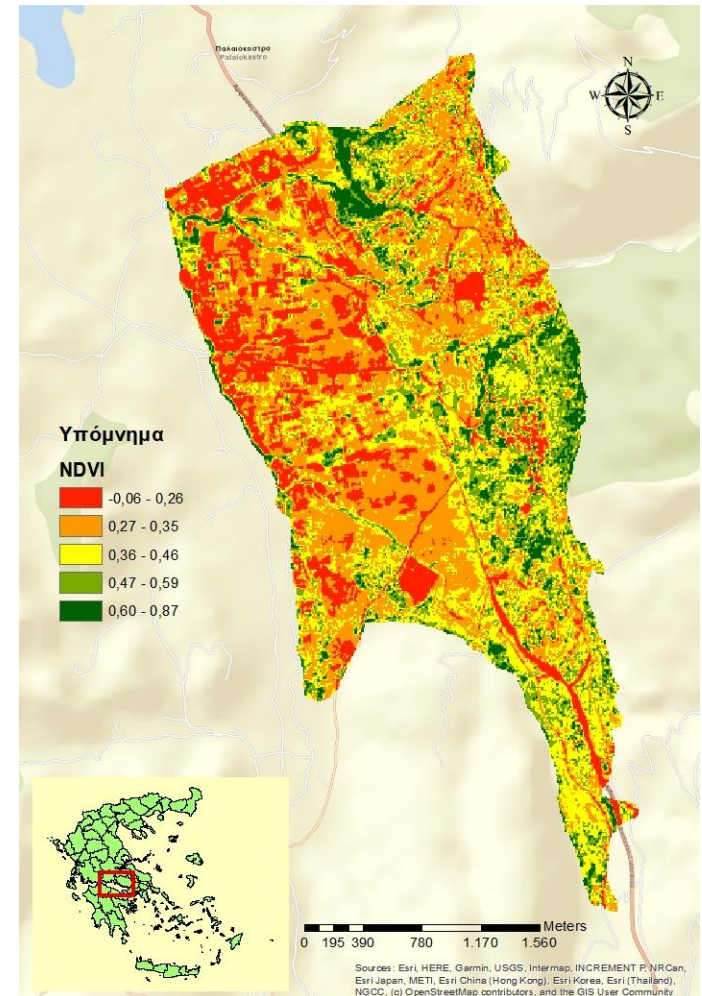 Παλαιοκαστρο
Palaiokastro
N
W E
S
Υπόμνημα
NDVI
-0,06 - 0,26
0,27 - 0,35
0,36 - 0,46
0,47 - 0,59
0,60 - 0,87
Meters
0 195 390 780 1.170 1.560
Sources: Esri, HERE, Garmin, USGS, Intermap, INCREMENT P, NRCan,
Esri Japan, METI, Esri China (Hong Kong), Esri Korea, Esri (Thailand),
NGCC, (c) OpenStreetMap contributors, and the GIS User Community